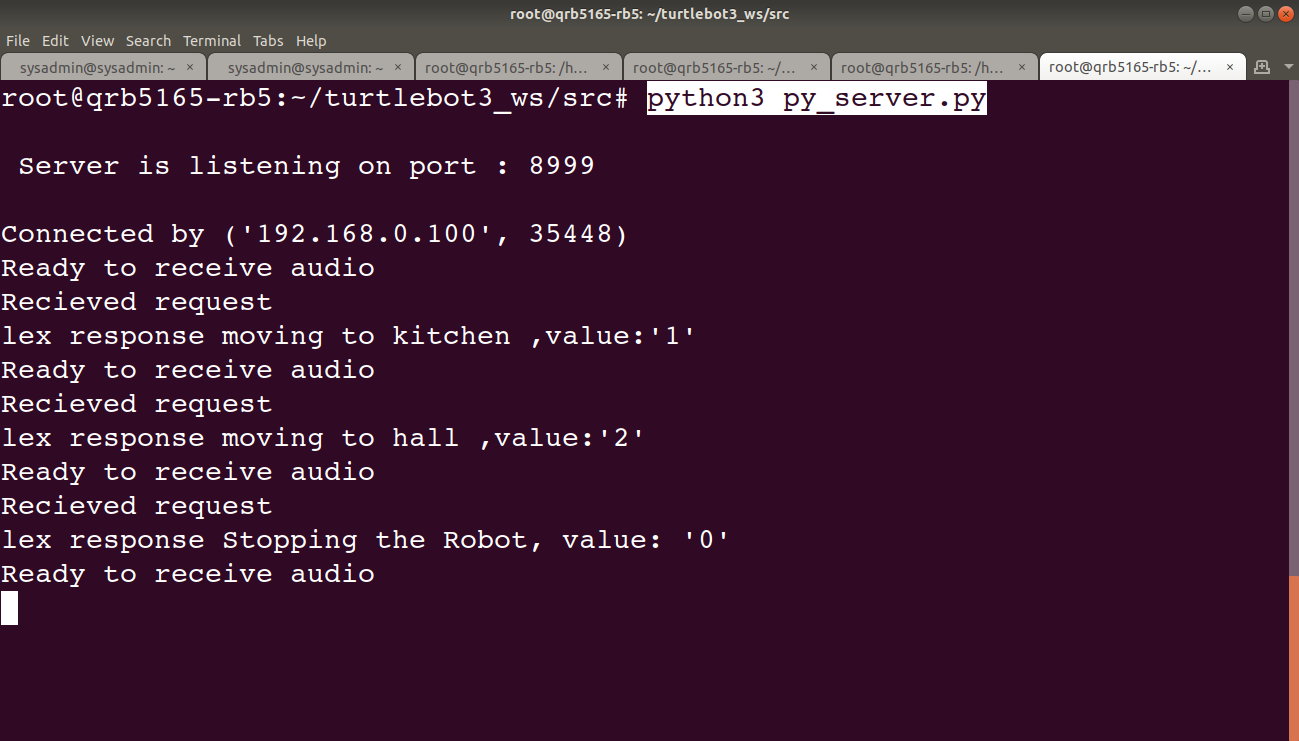 root@qrb5165-rb5: ~/turtlebot3_ws/src
File Edit View Search Terminal Tabs Help
sysadmin@sysadmin: ~ × sysadmin@sysadmin: ~ × root@qrb5165-rb5: /h... × root@qrb5165-rb5: ~/... × root@qrb5165-rb5: /h... × root@qrb5165-rb5: ~/... ×
root@qrb5165-rb5:~/turtlebot3_ws/src# python3 py_server.py
Server is listening on port : 8999
Connected by ('192.168.0.100', 35448)
Ready to receive audio
Recieved request
lex response moving to kitchen ,value:'1'
Ready to receive audio
Recieved request
lex response moving to hall ,value:'2'
Ready to receive audio
Recieved request
lex response Stopping the Robot, value: '0'
Ready to receive audio